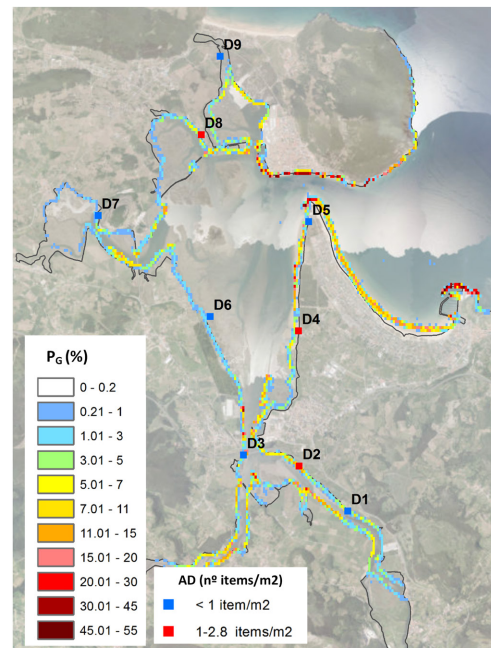 D9
D8
D7
D5
D6
D4
D3
D2
D1
PG (%)
0 - 0.2
0.21 - 1
1.01 - 3
3.01 - 5
5.01 - 7
7.01 - 11
11.01 - 15
15.01 - 20
20.01 - 30
30.01 - 45
45.01 - 55
AD (nº items/m2)
< 1 item/m2
1-2.8 items/m2